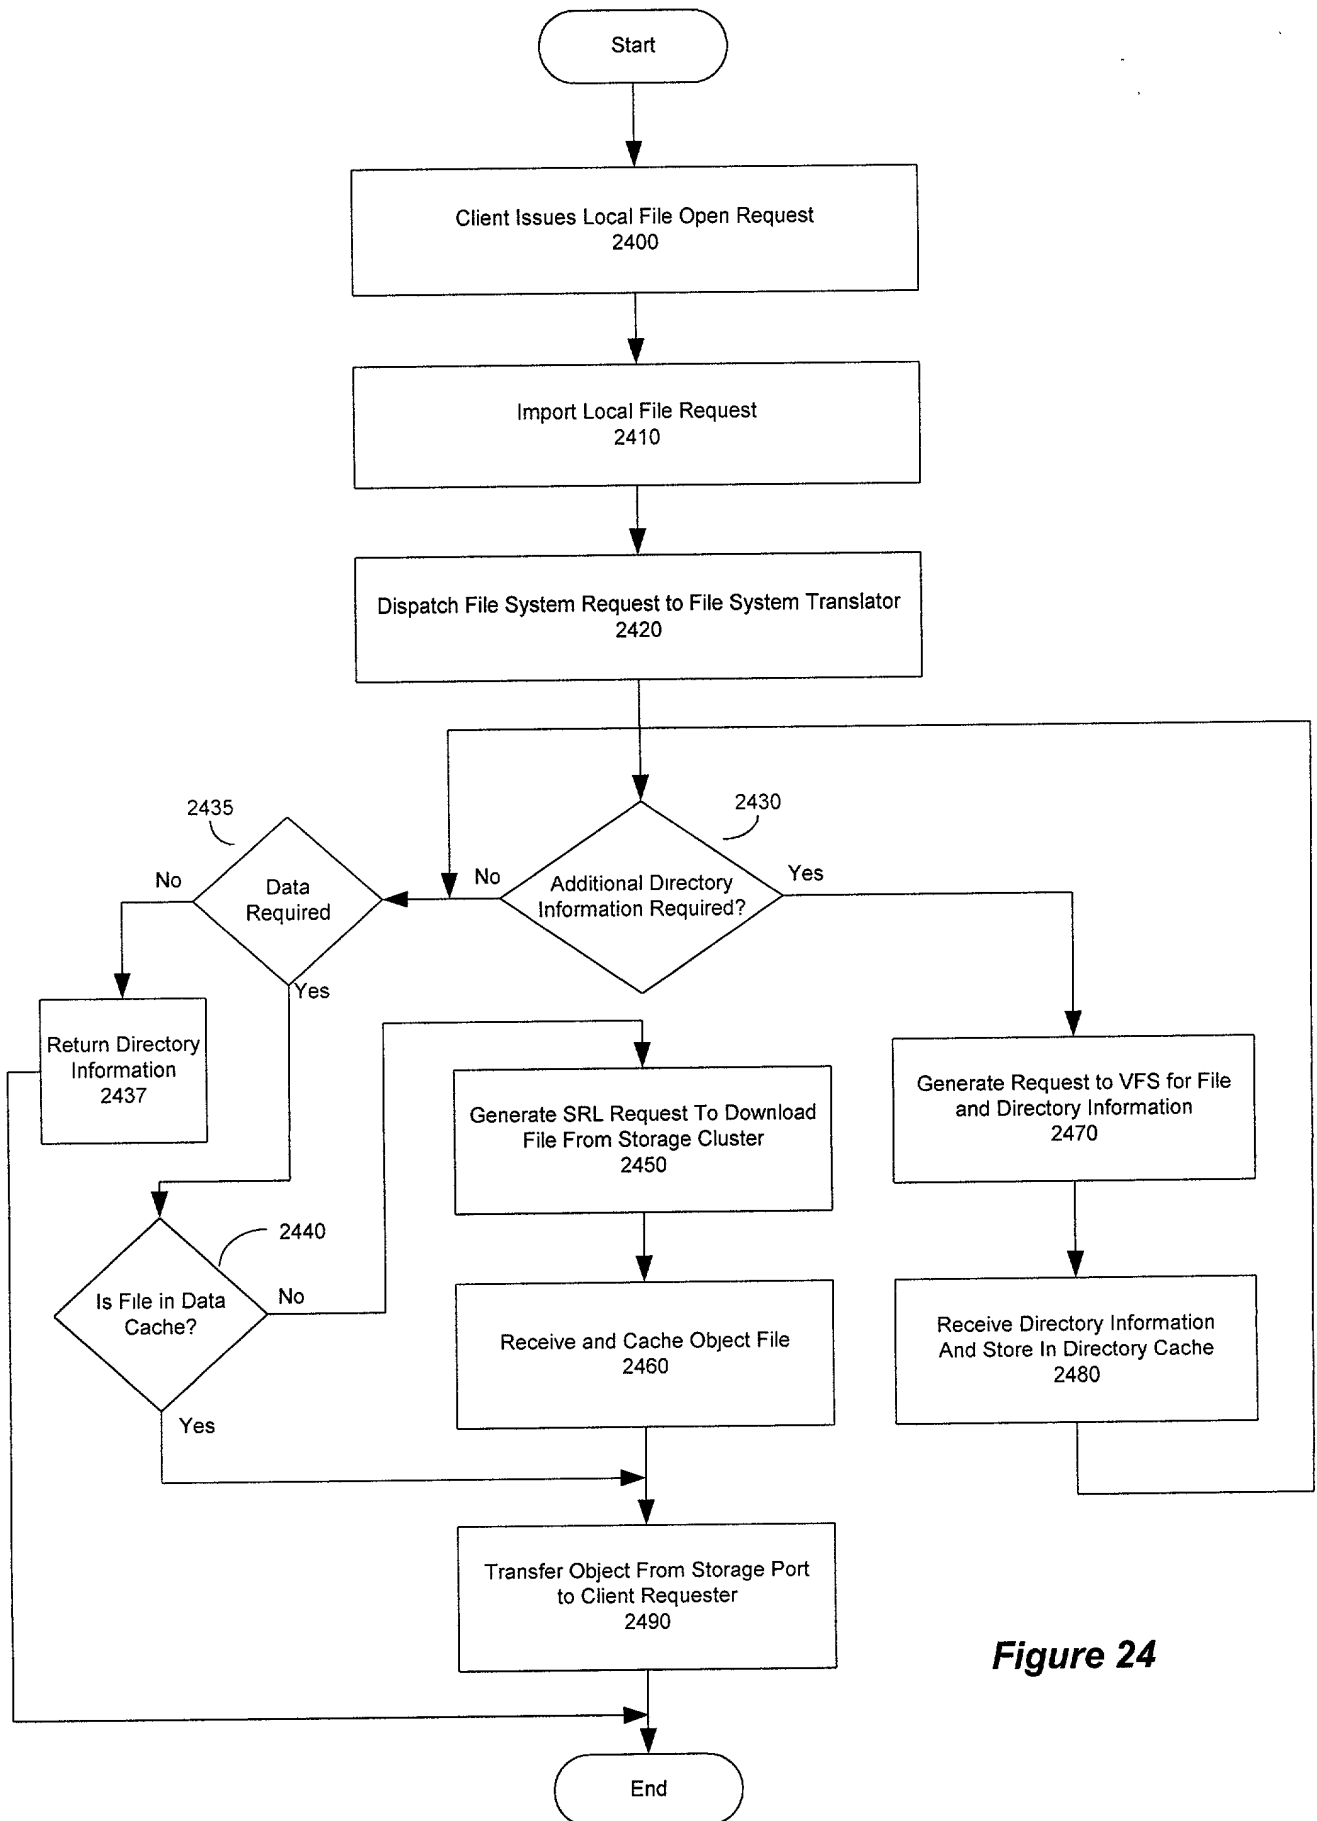 Start
Client Issues Local File Open Request
2400
Import Local File Request
2410
Dispatch File System Request to File System Translator
2420
2435
2430
No
Data
Required
No
Additional Directory
Information Required?
Yes
Yes
Return Directory
Information
2437
Generate SRL Request To Download
File From Storage Cluster
2450
Generate Request to VFS for File
and Directory Information
2470
2440
Is File in Data
Cache?
No
Yes
Receive and Cache Object File
2460
Receive Directory Information
And Store In Directory Cache
2480
Transfer Object From Storage Port
to Client Requester
2490
Figure 24
End